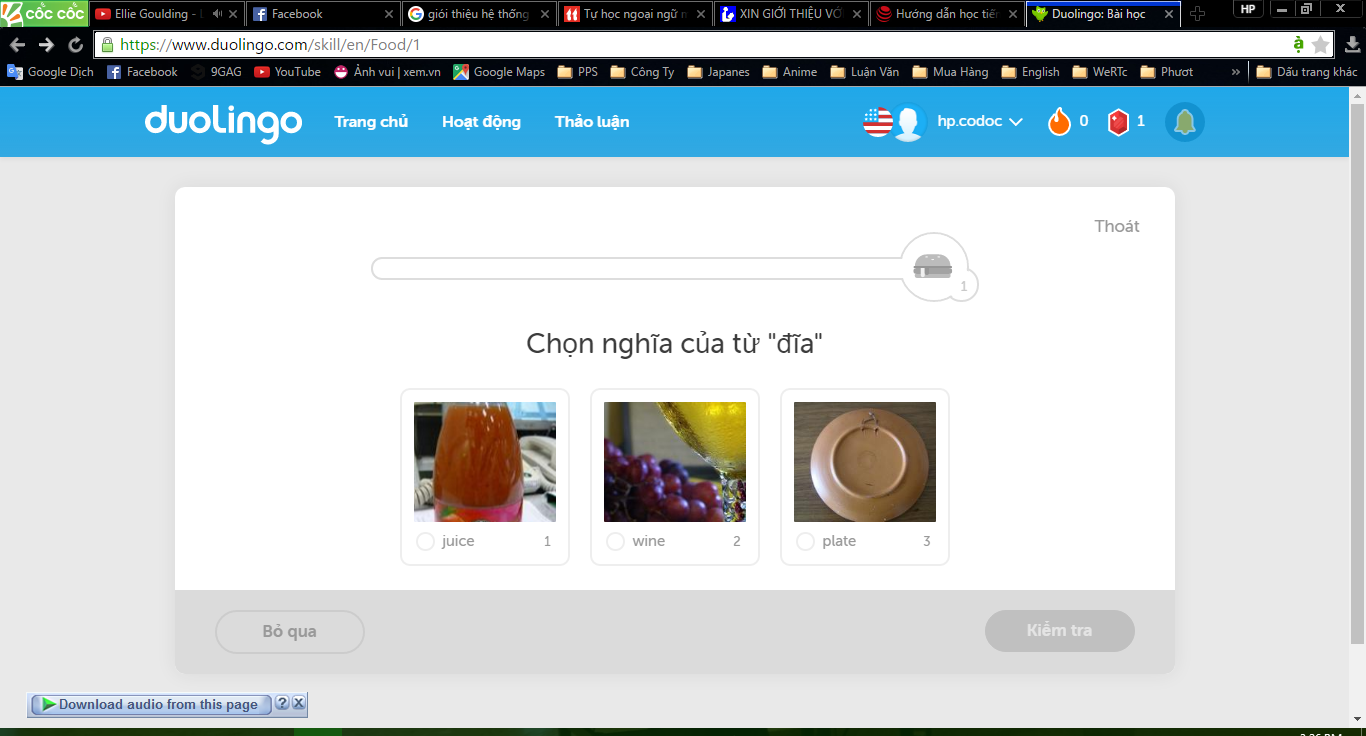 cốc cốc
Ellie Goulding -
Facebook
giói thiệu hệ thống
Tự học ngoại ngữ
XIN GIỚI THIỆU VỚ
Hướng dẫn học tiến
Duolingo: Bài học
HP
https://www.duolingo.com/skill/en/Food/1
Google Dịch
Facebook
9GAG
YouTube
Ảnh vui | xem.vn
Google Maps
PPS
Công Ty
Japanes
Anime
Luận Văn
Mua Hàng
English
WeRTc
Phượt
»
Dấu trang khác
duolingo
Trang chủ
Hoạt động
Thảo luận
hp.codoc
0
1
Thoát
1
Chọn nghĩa của từ "đĩa"
juice 1
wine 2
plate 3
Bỏ qua
Kiểm tra
Download audio from this page